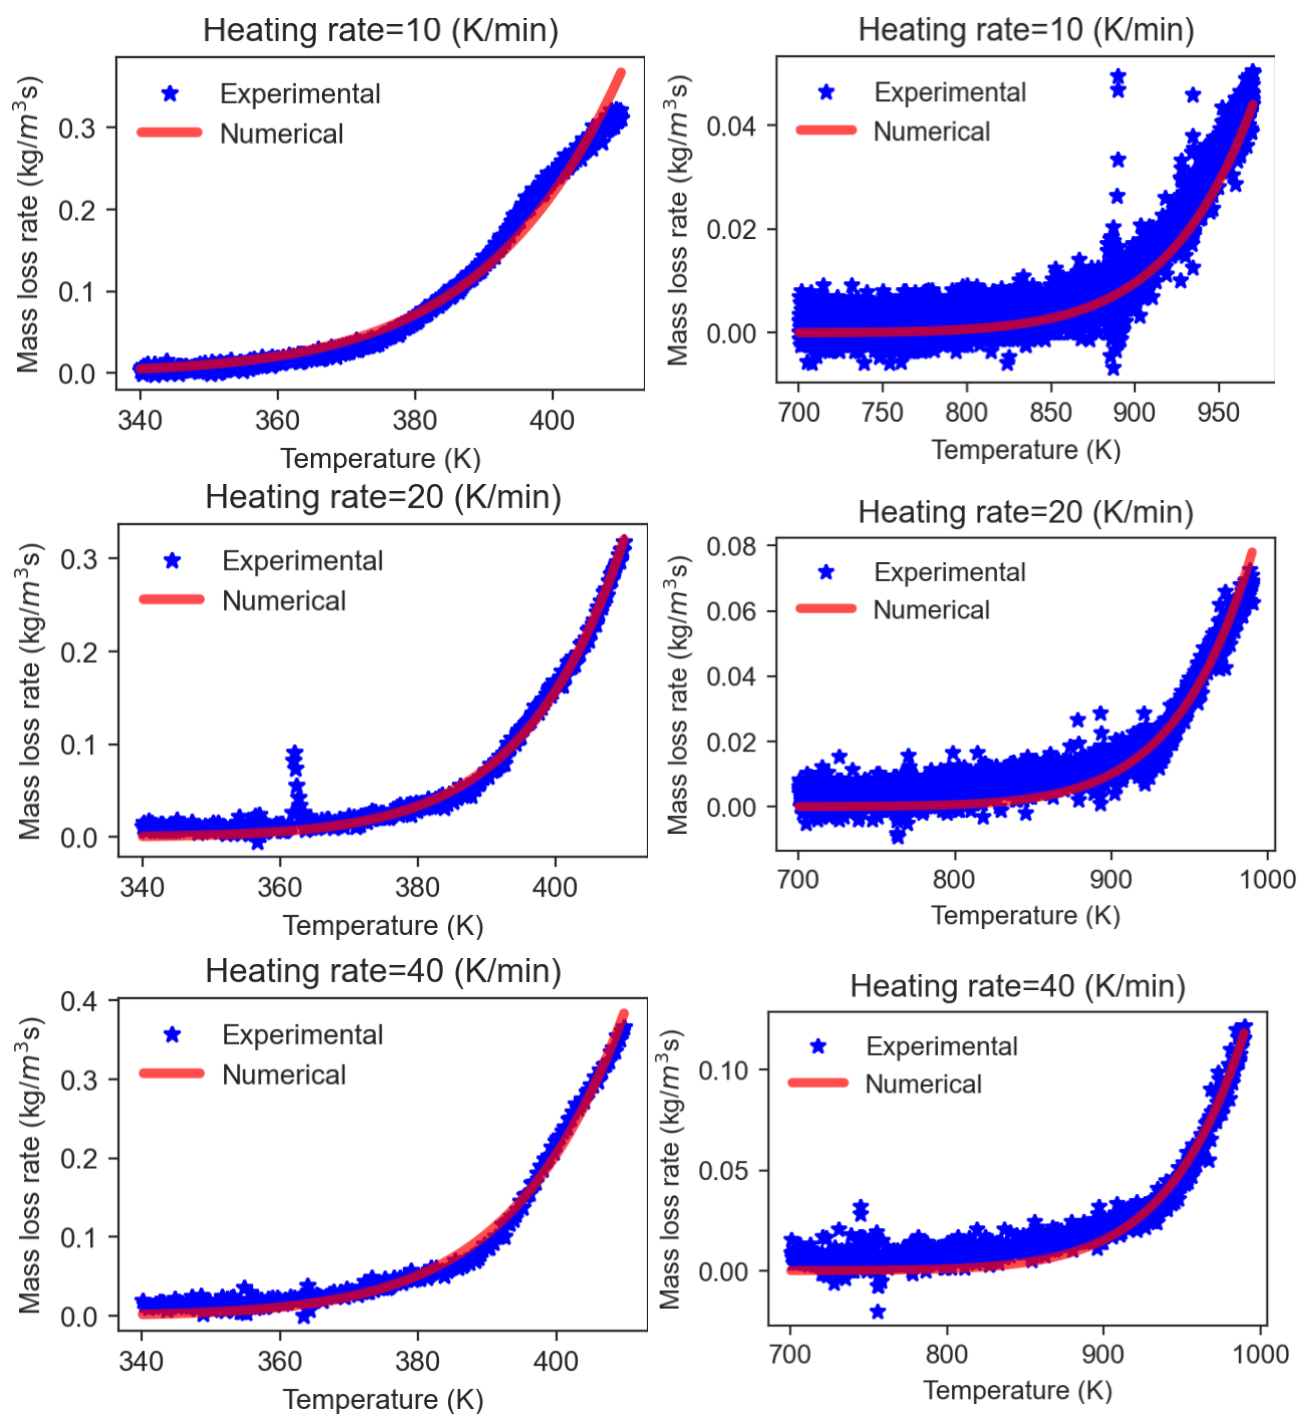 Heating rate=10 (K/min)
Mass loss rate (kg/m³s)
Experimental
Numerical
0.3
0.2
0.1
0.0
340 360 380 400
Temperature (K)
Heating rate=10 (K/min)
Mass loss rate (kg/m³s)
Experimental
Numerical
0.04
0.02
0.00
700 750 800 850 900 950
Temperature (K)
Heating rate=20 (K/min)
Mass loss rate (kg/m³s)
Experimental
Numerical
0.3
0.2
0.1
0.0
340 360 380 400
Temperature (K)
Heating rate=20 (K/min)
Mass loss rate (kg/m³s)
Experimental
Numerical
0.08
0.06
0.04
0.02
0.00
700 800 900 1000
Temperature (K)
Heating rate=40 (K/min)
Mass loss rate (kg/m³s)
Experimental
Numerical
0.4
0.3
0.2
0.1
0.0
340 360 380 400
Temperature (K)
Heating rate=40 (K/min)
Mass loss rate (kg/m³s)
Experimental
Numerical
0.10
0.05
0.00
700 800 900 1000
Temperature (K)